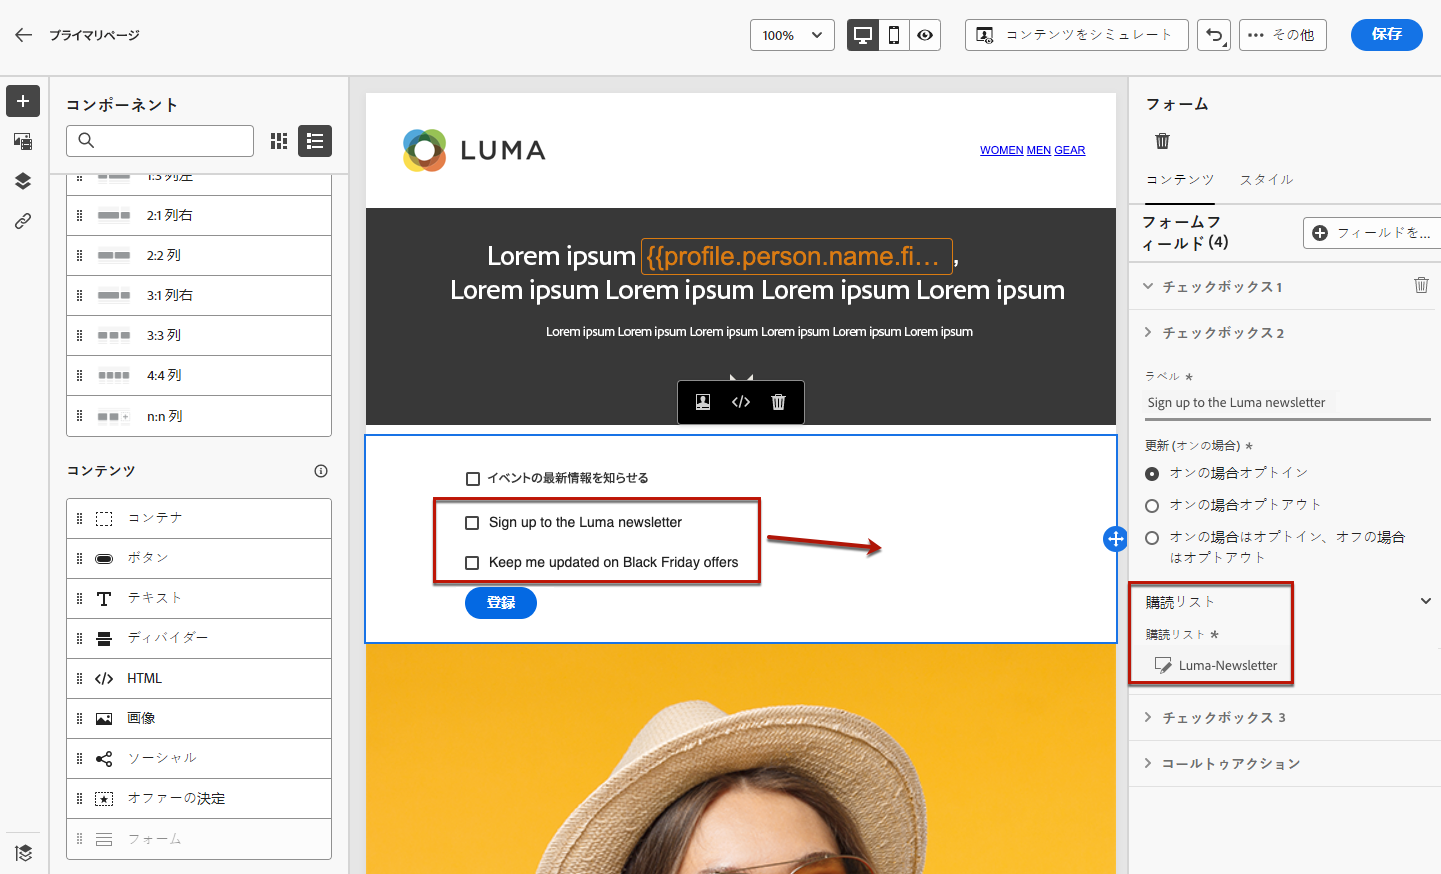 プライマリページ
100%
コンテンツをシミュレート
その他
保存
コンポーネント
1:3 列左
2:1 列右
2:2 列
3:1 列右
3:3 列
4:4 列
n:n 列
コンテンツ
コンテナ
ボタン
テキスト
ディバイダー
HTML
画像
ソーシャル
オファーの決定
フォーム
LUMA
WOMEN MEN GEAR
Lorem ipsum {{profile.person.name.fi… ,
Lorem ipsum Lorem ipsum Lorem ipsum Lorem ipsum
Lorem ipsum Lorem ipsum Lorem ipsum Lorem ipsum Lorem ipsum Lorem ipsum
イベントの最新情報を知らせる
Sign up to the Luma newsletter
Keep me updated on Black Friday offers
登録
フォーム
コンテンツ スタイル
フォームフ
ィールド (4)
フィールドを...
チェックボックス 1
チェックボックス 2
ラベル *
Sign up to the Luma newsletter
更新 (オンの場合) *
オンの場合オプトイン
オンの場合オプトアウト
オンの場合はオプトイン、オフの場合
はオプトアウト
購読リスト
購読リスト *
Luma-Newsletter
チェックボックス 3
コールトゥアクション